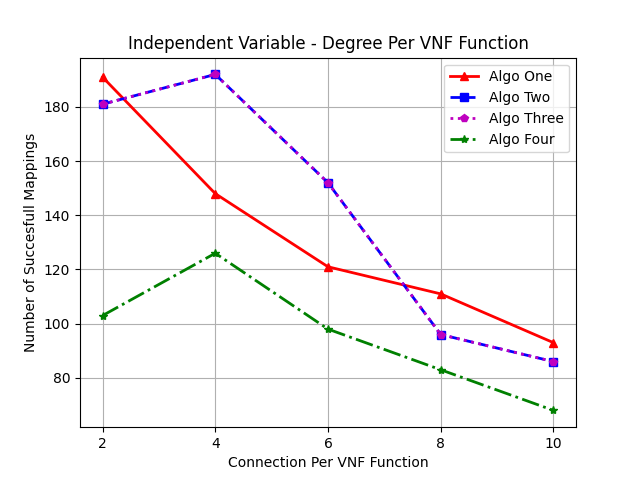 Independent Variable - Degree Per VNF Function
Algo One
Algo Two
Algo Three
Algo Four
Number of Succesfull Mappings
180
160
140
120
100
80
2 4 6 8 10
Connection Per VNF Function